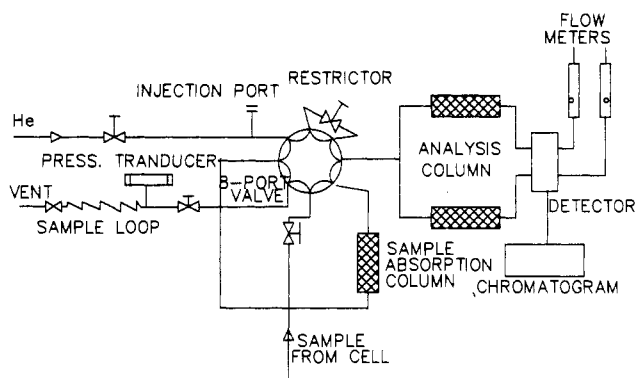 FLOW
METERS
RESTRICTOR
INJECTION PORT
He
PRESS. TRANDUCER
ANALYSIS
COLUMN
8-PORT
VALVE
VENT
SAMPLE LOOP
DETECTOR
SAMPLE
ABSORPTION
COLUMN
CHROMATOGRAM
SAMPLE
FROM CELL